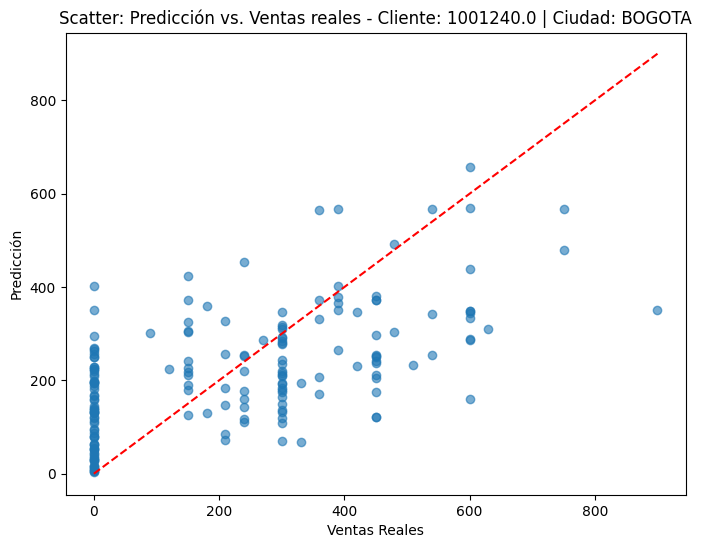 Scatter: Predicción vs. Ventas reales - Cliente: 1001240.0 | Ciudad: BOGOTA
800
600
400
200
0
Predicción
0 200 400 600 800
Ventas Reales